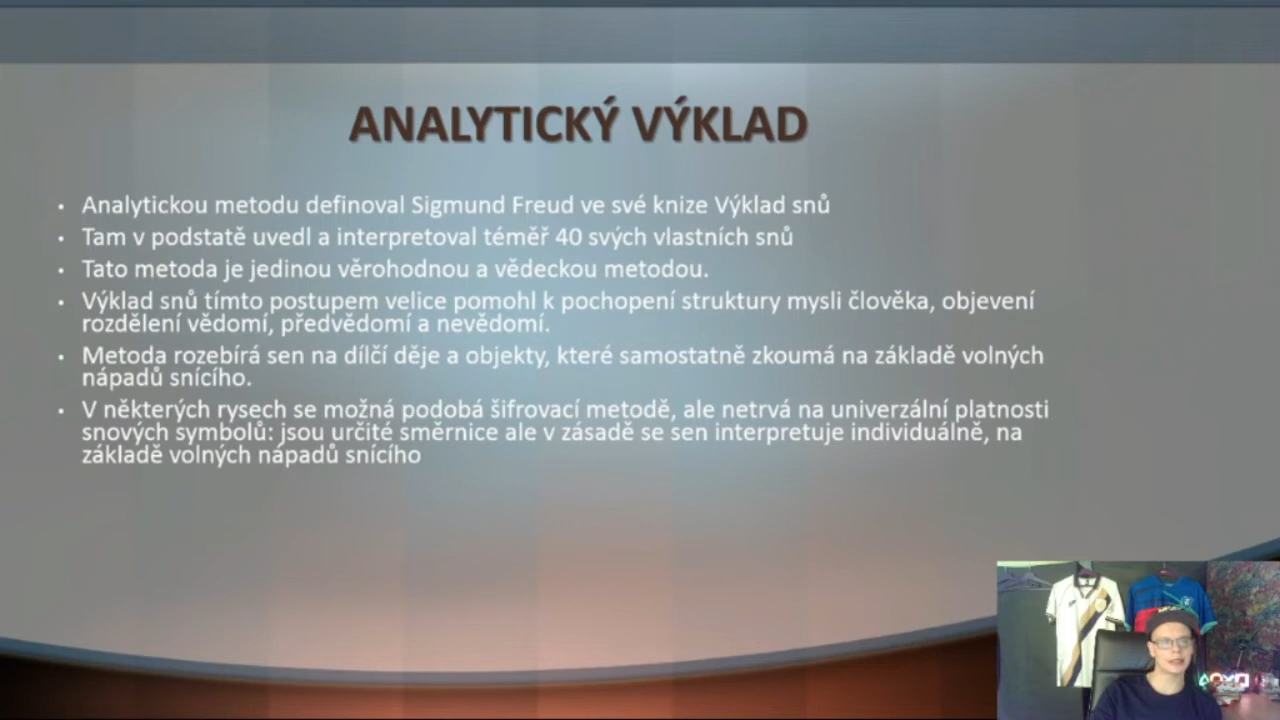 ANALYTICKÝ VÝKLAD
• Analytickou metodu definoval Sigmund Freud ve své knize Výklad snů
• Tam v podstatě uvedl a interpretoval téměř 40 svých vlastních snů
• Tato metoda je jedinou věrohodnou a vědeckou metodou.
• Výklad snů tímto postupem velice pomohl k pochopení struktury mysli člověka, objevení
rozdělení vědomí, předvědomí a nevědomí.
• Metoda rozebírá sen na dílčí děje a objekty, které samostatně zkoumá na základě volných
nápadů snícího.
• V některých rysech se možná podobá šifrovací metodě, ale netrvá na univerzální platnosti
snových symbolů: jsou určité směrnice ale v zásadě se sen interpretuje individuálně, na
základě volných nápadů snícího